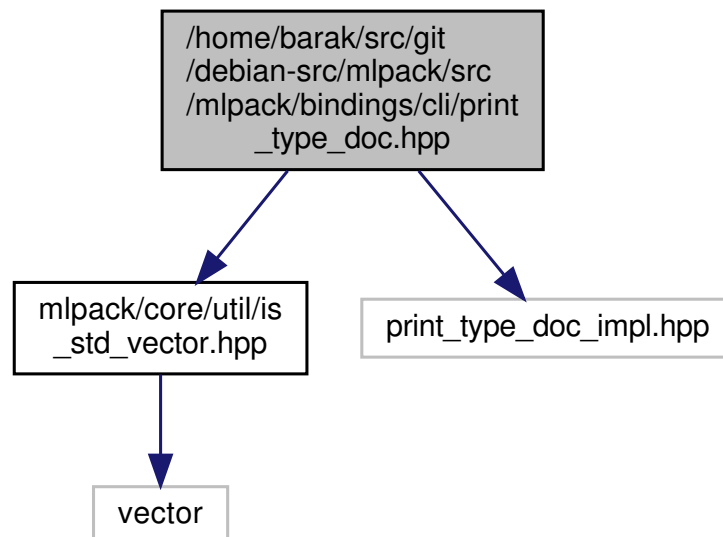 /home/barak/src/git
/debian-src/mlpack/src
/mlpack/bindings/cli/print
_type_doc.hpp
mlpack/core/util/is
_std_vector.hpp
print_type_doc_impl.hpp
vector